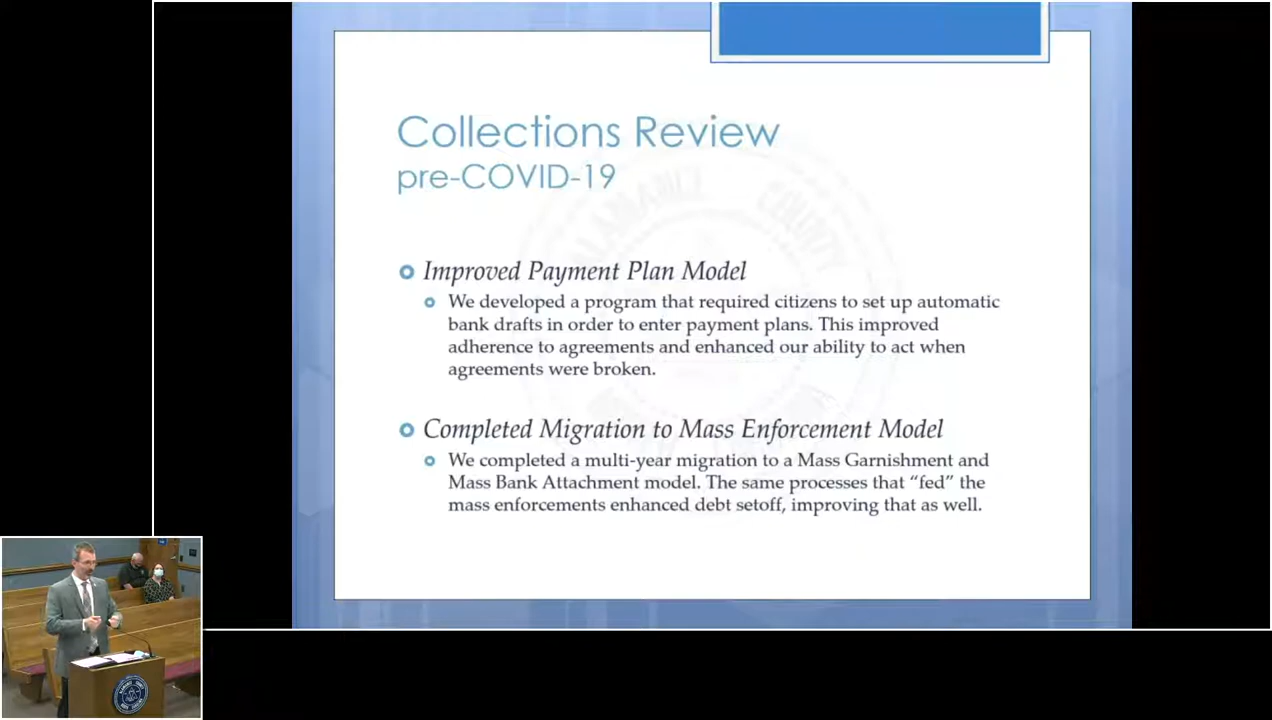 Collections Review
pre-COVID-19
ALAMANCE COUNTY
Improved Payment Plan Model
We developed a program that required citizens to set up automatic
bank drafts in order to enter payment plans. This improved
adherence to agreements and enhanced our ability to act when
agreements were broken.
Completed Migration to Mass Enforcement Model
We completed a multi-year migration to a Mass Garnishment and
Mass Bank Attachment model. The same processes that “fed” the
mass enforcements enhanced debt setoff, improving that as well.